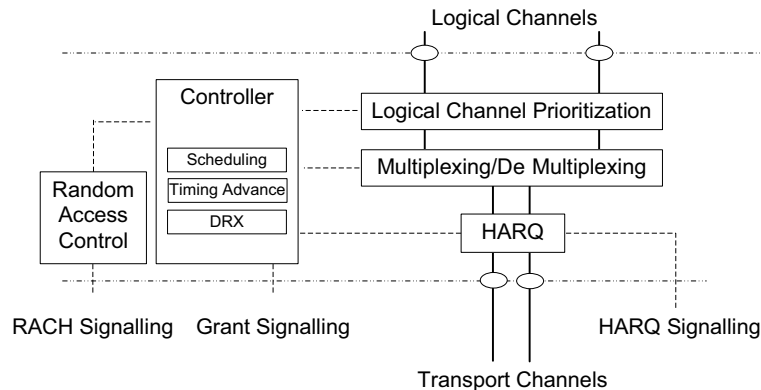 Logical Channels
Controller
Logical Channel Prioritization
Scheduling
Multiplexing/De Multiplexing
Timing Advance
Random
Access
Control
DRX
HARQ
RACH Signalling
Grant Signalling
HARQ Signalling
Transport Channels